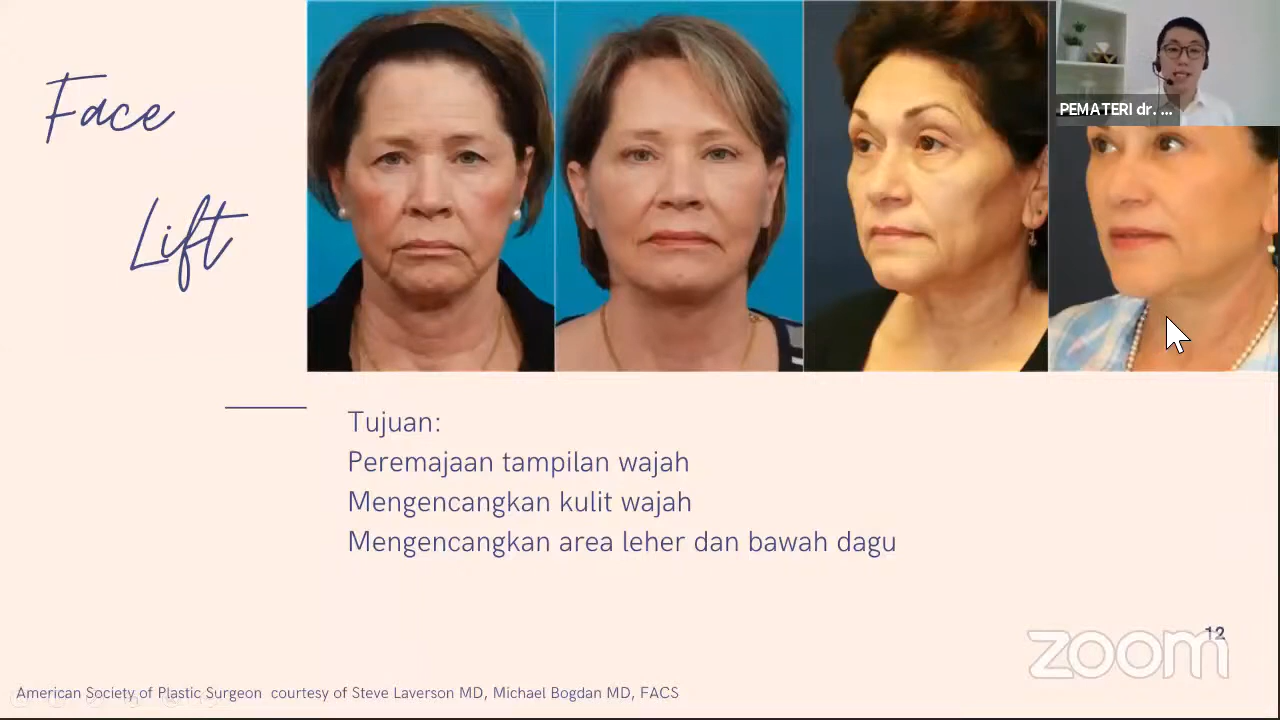 Face
Lift
PEMATERI dr. ...
Tujuan:
Peremajaan tampilan wajah
Mengencangkan kulit wajah
Mengencangkan area leher dan bawah dagu
12
zoom
American Society of Plastic Surgeon courtesy of Steve Laverson MD, Michael Bogdan MD, FACS